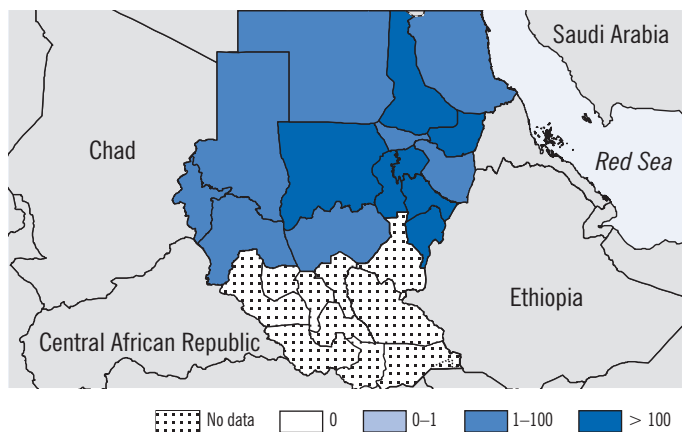 Saudi Arabia
Chad
Red Sea
Ethiopia
Central African Republic
No data
0
0–1
1–100
> 100